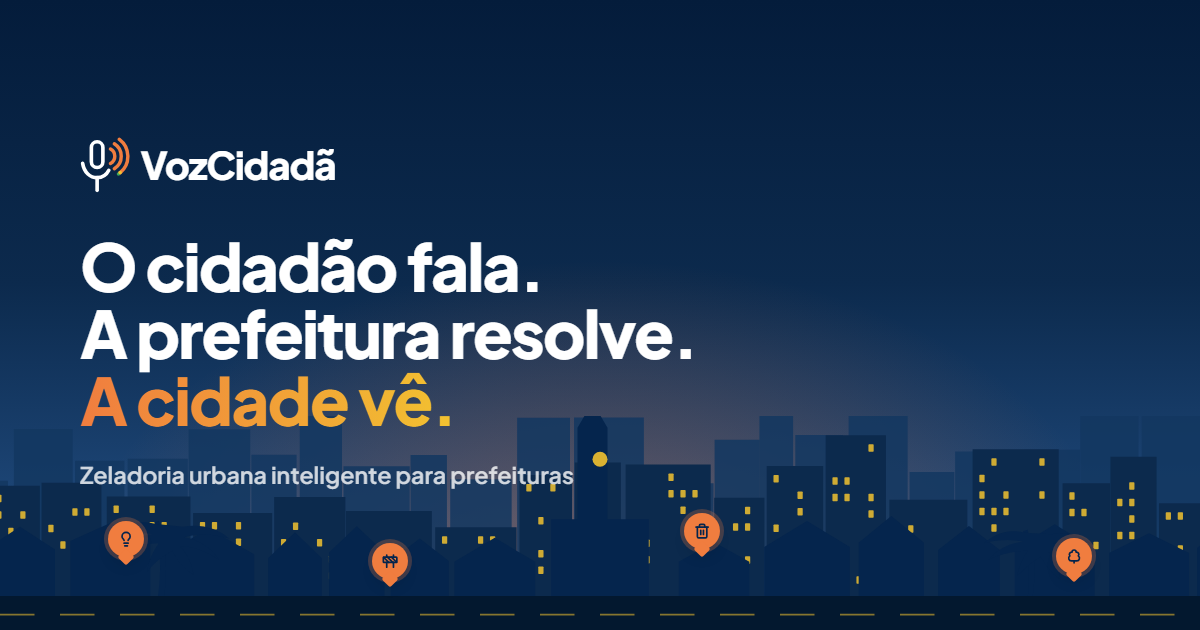 VozCidadã
O cidadão fala.
A prefeitura resolve.
A cidade vê.
Zeladoria urbana inteligente para prefeituras